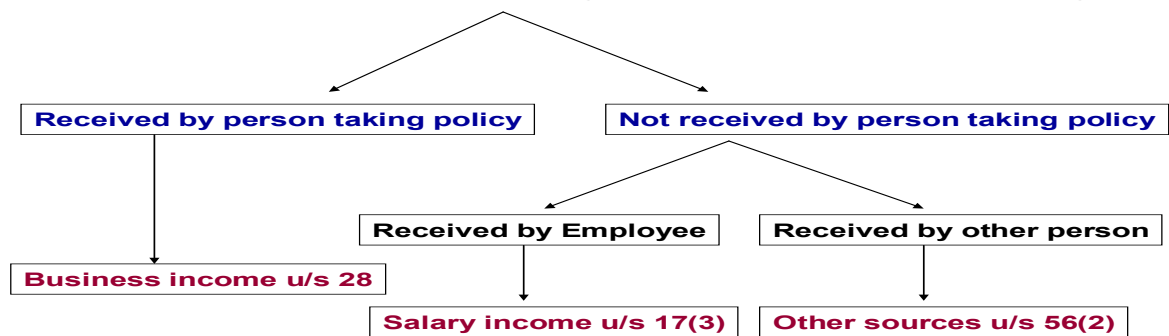 Received by person taking policy
Not received by person taking policy
Received by Employee
Received by other person
Business income u/s 28
Salary income u/s 17(3)
Other sources u/s 56(2)